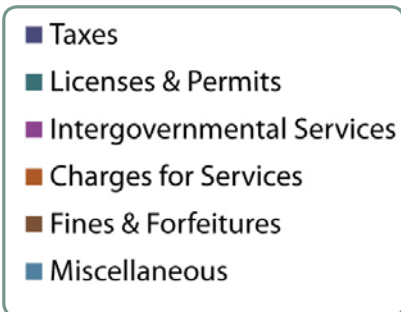 Taxes
Licenses & Permits
Intergovernmental Services
Charges for Services
Fines & Forfeitures
Miscellaneous